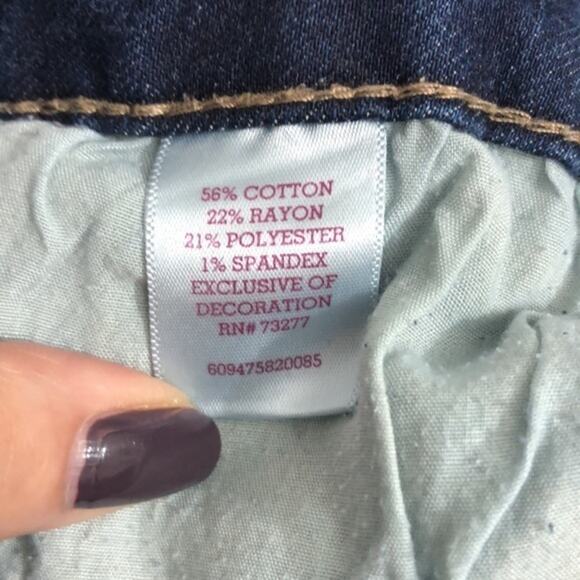 56% COTTON
22% RAYON
21% POLYESTER
1% SPANDEX
EXCLUSIVE OF
DECORATION
RN# 73277
609475820085